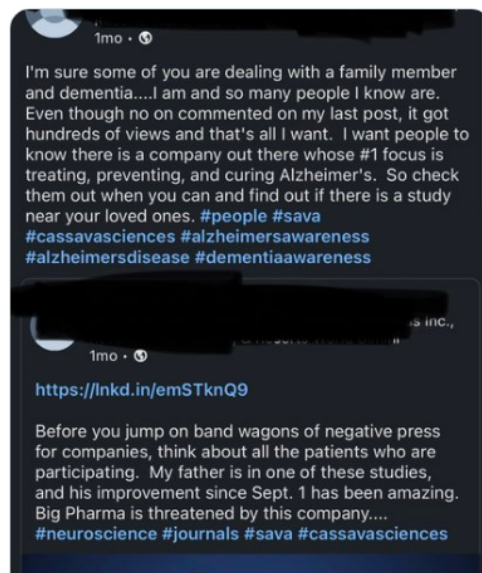 1mo •
I'm sure some of you are dealing with a family member
and dementia....I am and so many people I know are.
Even though no on commented on my last post, it got
hundreds of views and that's all I want. I want people to
know there is a company out there whose #1 focus is
treating, preventing, and curing Alzheimer's. So check
them out when you can and find out if there is a study
near your loved ones. #people #sava
#cassavasciences #alzheimersawareness
#alzheimersdisease #dementiaawareness
Inc.,
1mo •
https://lnkd.in/emSTknQ9
Before you jump on band wagons of negative press
for companies, think about all the patients who are
participating. My father is in one of these studies,
and his improvement since Sept. 1 has been amazing.
Big Pharma is threatened by this company....
#neuroscience #journals #sava #cassavasciences